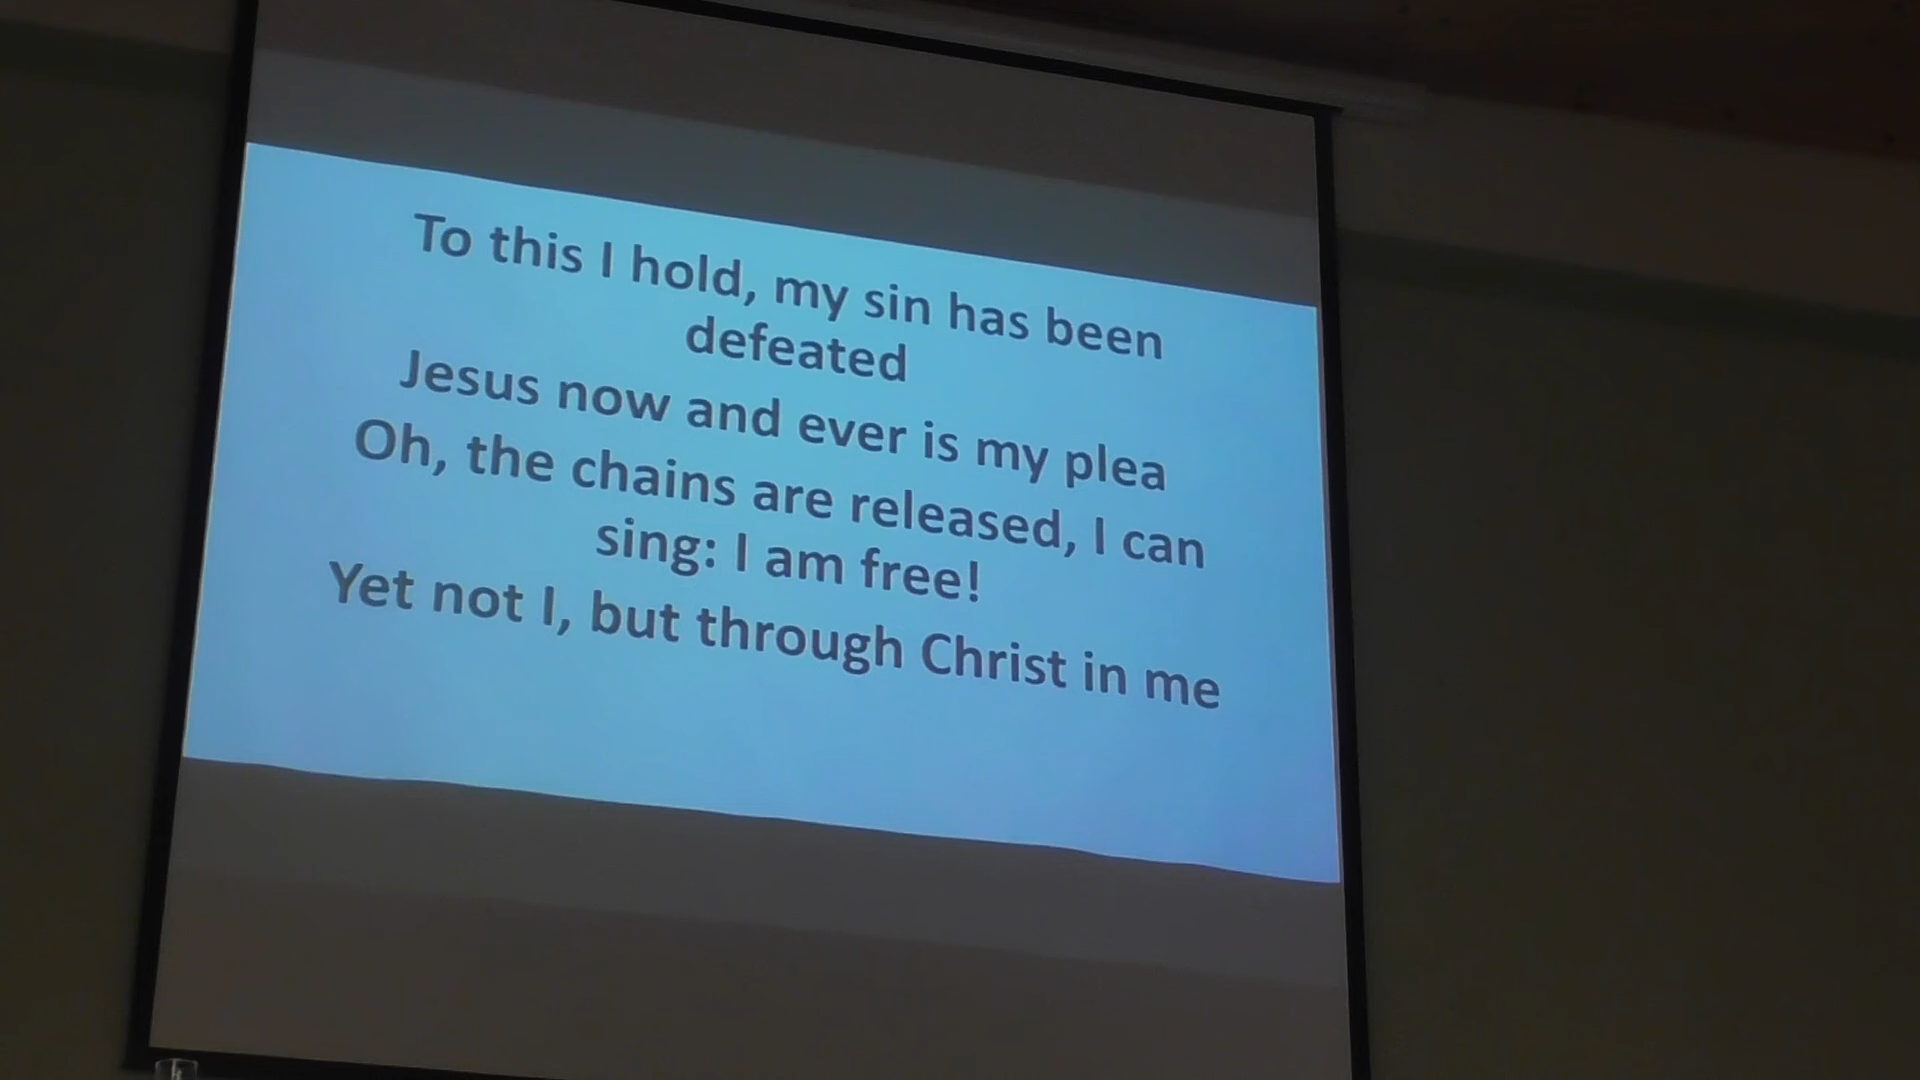 To this I hold, my sin has been
defeated
Jesus now and ever is my plea
Oh, the chains are released, I can
sing: I am free!
Yet not I, but through Christ in me